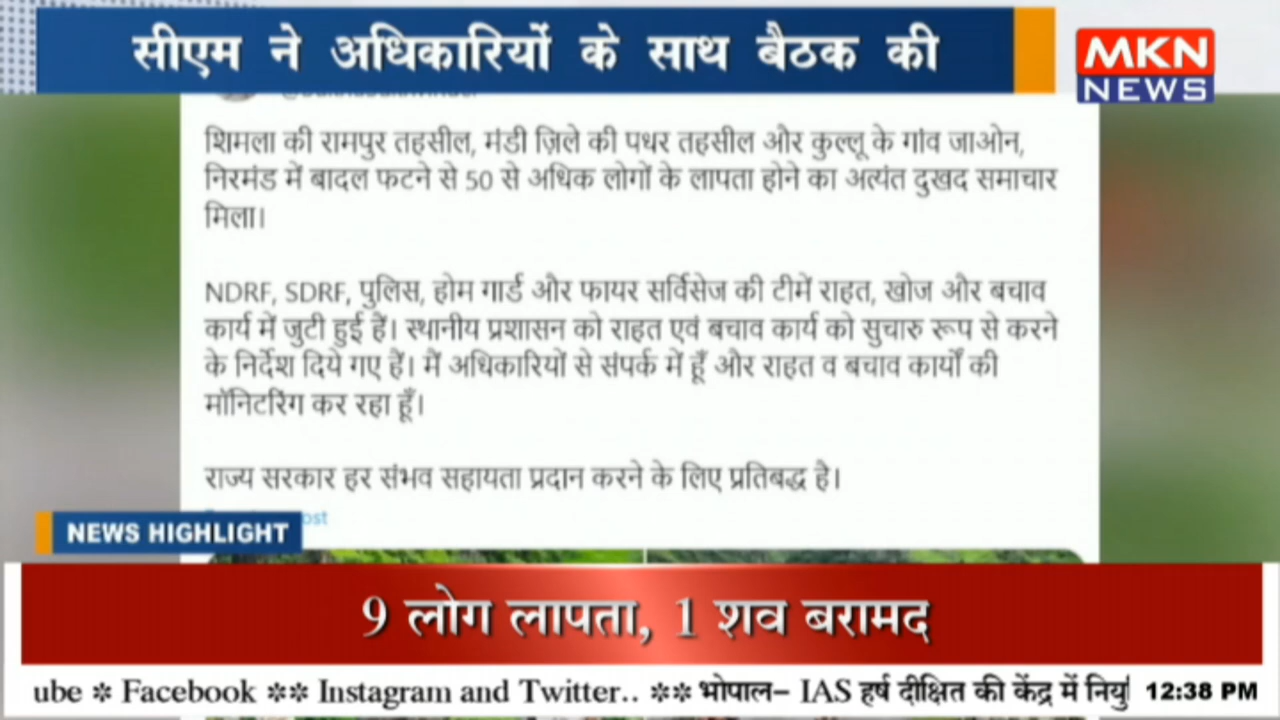 सीएम ने अधिकारियों के साथ बैठक की
MKN
NEWS
शिमला की रामपुर तहसील, मंडी ज़िले की पधर तहसील और कुल्लू के गांव जाओन,
निरमंड में बादल फटने से 50 से अधिक लोगों के लापता होने का अत्यंत दुखद समाचार
मिला।
NDRF, SDRF, पुलिस, होम गार्ड और फायर सर्विसेज की टीमें राहत, खोज और बचाव
कार्य में जुटी हुई हैं। स्थानीय प्रशासन को राहत एवं बचाव कार्य को सुचारु रूप से करने
के निर्देश दिये गए हैं। मैं अधिकारियों से संपर्क में हूँ और राहत व बचाव कार्यों की
मॉनिटरिंग कर रहा हूँ।
राज्य सरकार हर संभव सहायता प्रदान करने के लिए प्रतिबद्ध है।
ost
NEWS HIGHLIGHT
9 लोग लापता, 1 शव बरामद
ube ❊ Facebook ❊❊ Instagram and Twitter.. ❊❊ भोपाल– IAS हर्ष दीक्षित की केंद्र में नियु 12:38 PM